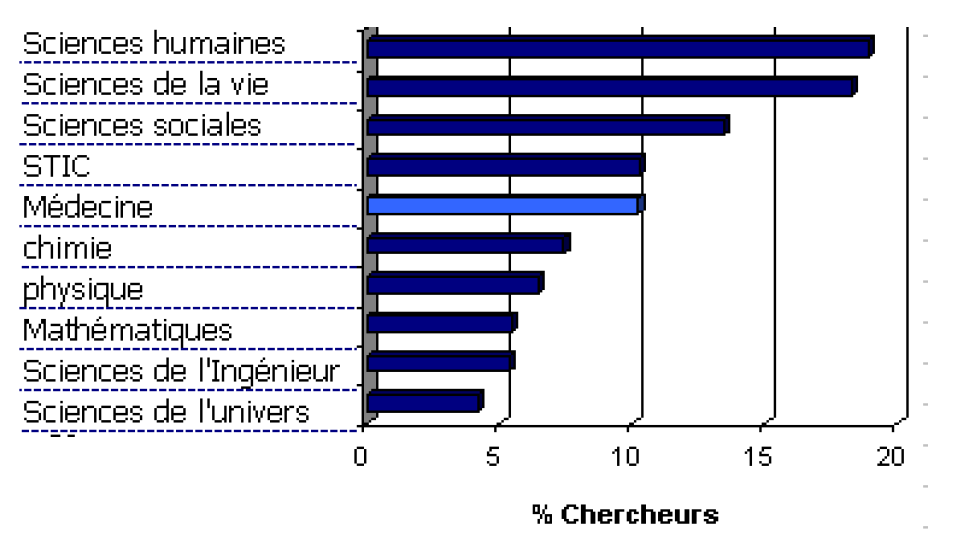 Sciences humaines
Sciences de la vie
Sciences sociales
STIC
Médecine
chimie
physique
Mathématiques
Sciences de l'Ingénieur
Sciences de l'univers
0 5 10 15 20
% Chercheurs